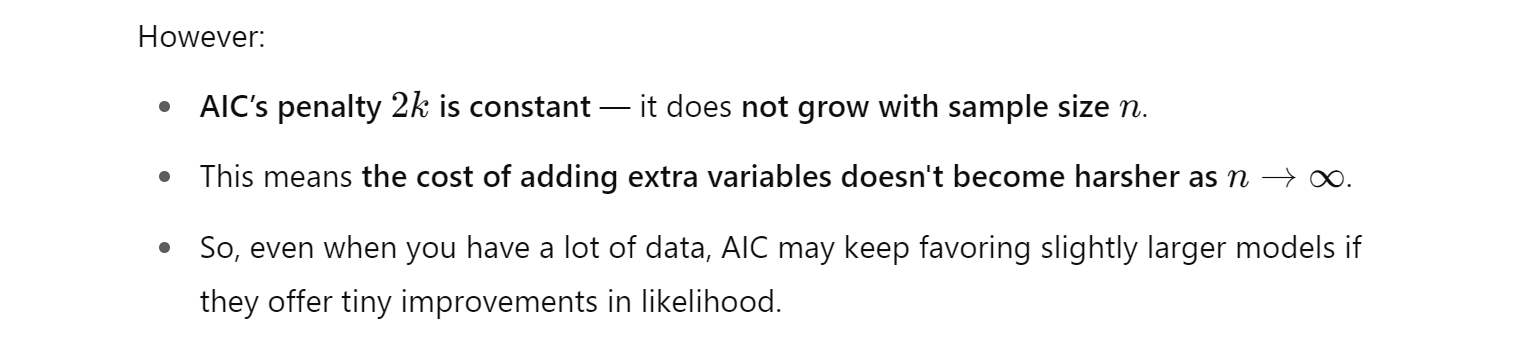 However:
• AIC’s penalty 2k is constant — it does not grow with sample size n.
• This means the cost of adding extra variables doesn't become harsher as n → ∞.
• So, even when you have a lot of data, AIC may keep favoring slightly larger models if
they offer tiny improvements in likelihood.